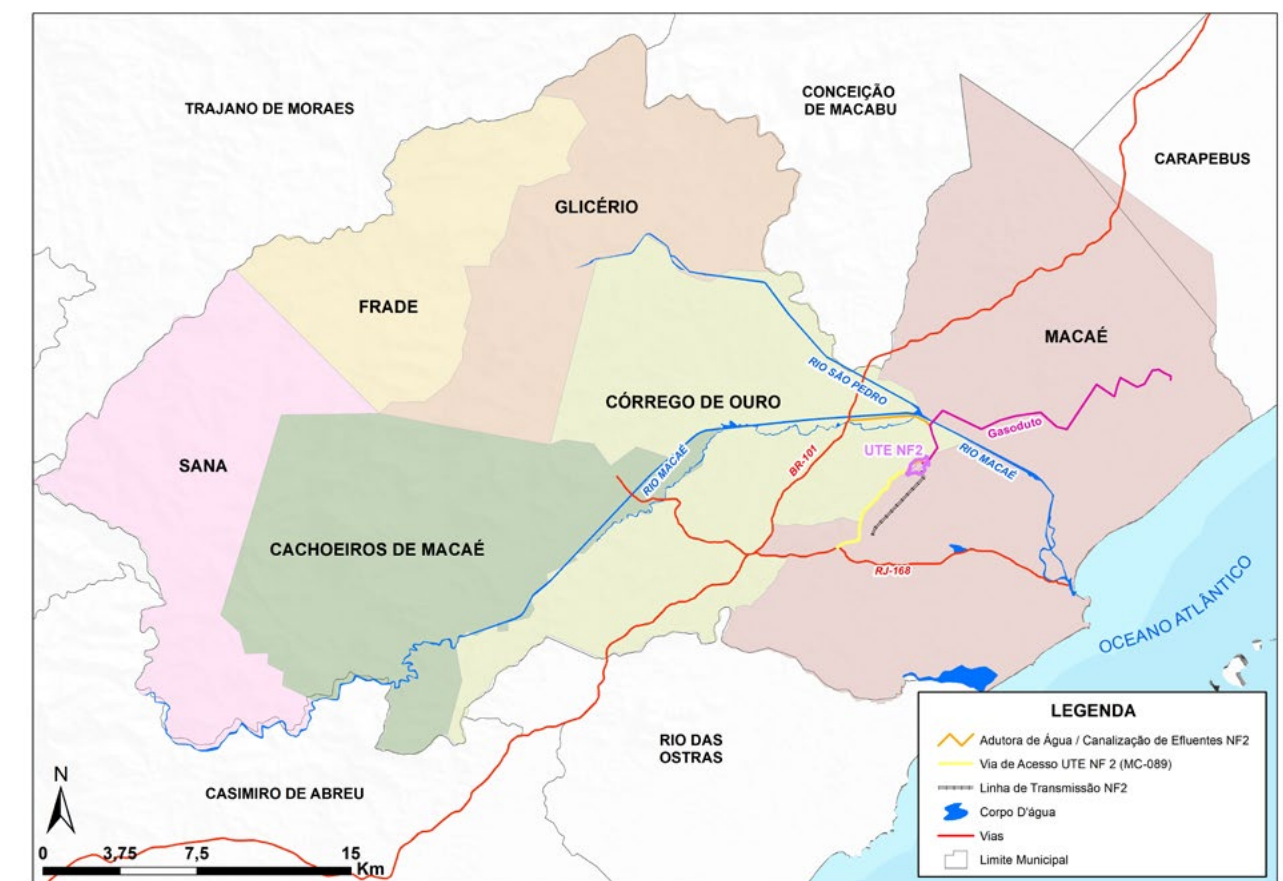 TRAJANO DE MORAES
CONCEIÇÃO
DE MACABU
CARAPEBUS
GLICÉRIO
FRADE
MACAÉ
RIO SÃO PEDRO
CÓRREGO DE OURO
Gasoduto
UTE NF2
RIO MACAÉ
BR-101
SANA
RIO MACAÉ
CACHOEIROS DE MACAÉ
RJ-168
OCEANO ATLÂNTICO
RIO DAS
OSTRAS
CASIMIRO DE ABREU
N
0 3,75 7,5 15
Km
LEGENDA
Adutora de Água / Canalização de Efluentes NF2
Via de Acesso UTE NF 2 (MC-089)
Linha de Transmissão NF2
Corpo D'água
Vias
Limite Municipal